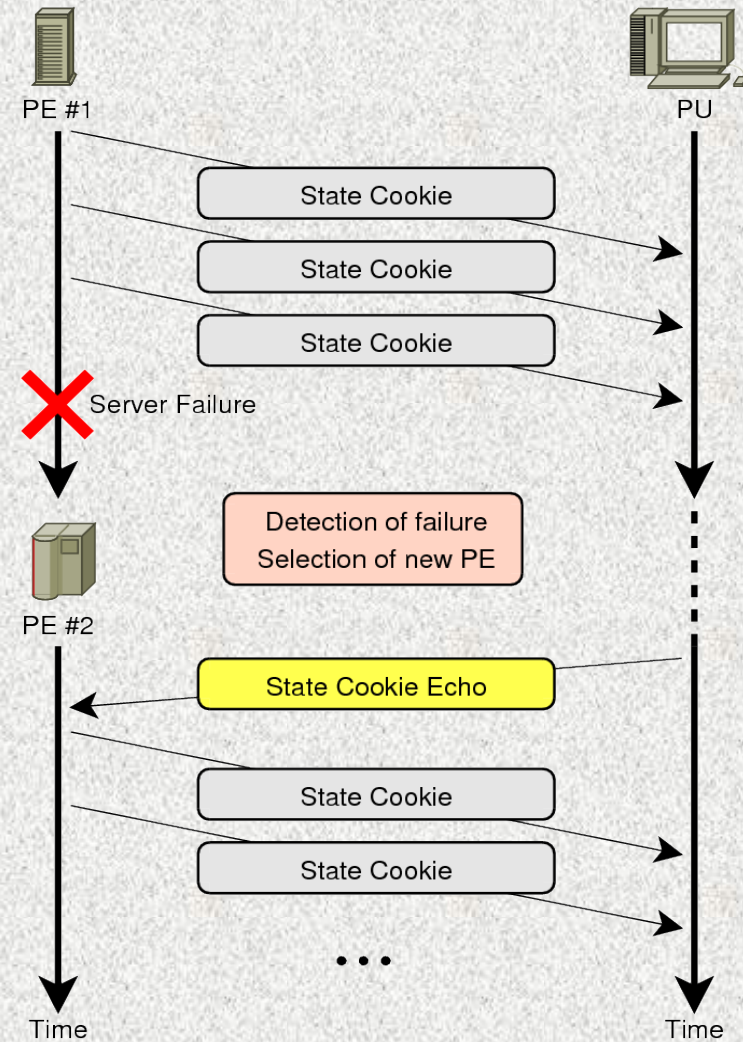 PE #1
PU
State Cookie
State Cookie
State Cookie
Server Failure
Detection of failure
Selection of new PE
PE #2
State Cookie Echo
State Cookie
State Cookie
...
Time
Time